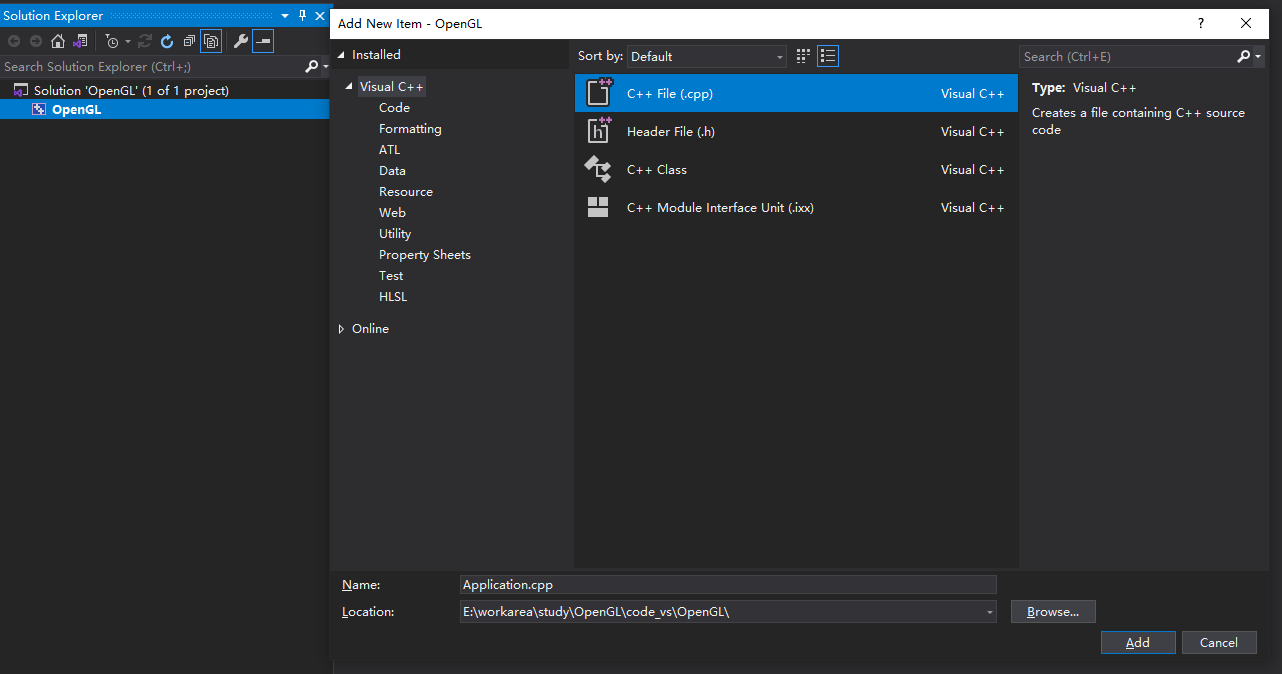 Solution Explorer
Search Solution Explorer (Ctrl+;)
Solution 'OpenGL' (1 of 1 project)
OpenGL
Add New Item - OpenGL
?
Installed
Visual C++
Code
Formatting
ATL
Data
Resource
Web
Utility
Property Sheets
Test
HLSL
Online
Sort by: Default
C++ File (.cpp) Visual C++
Header File (.h) Visual C++
C++ Class Visual C++
C++ Module Interface Unit (.ixx) Visual C++
Search (Ctrl+E)
Type: Visual C++
Creates a file containing C++ source
code
Name: Application.cpp
Location: E:\workarea\study\OpenGL\code_vs\OpenGL\
Browse...
Add Cancel